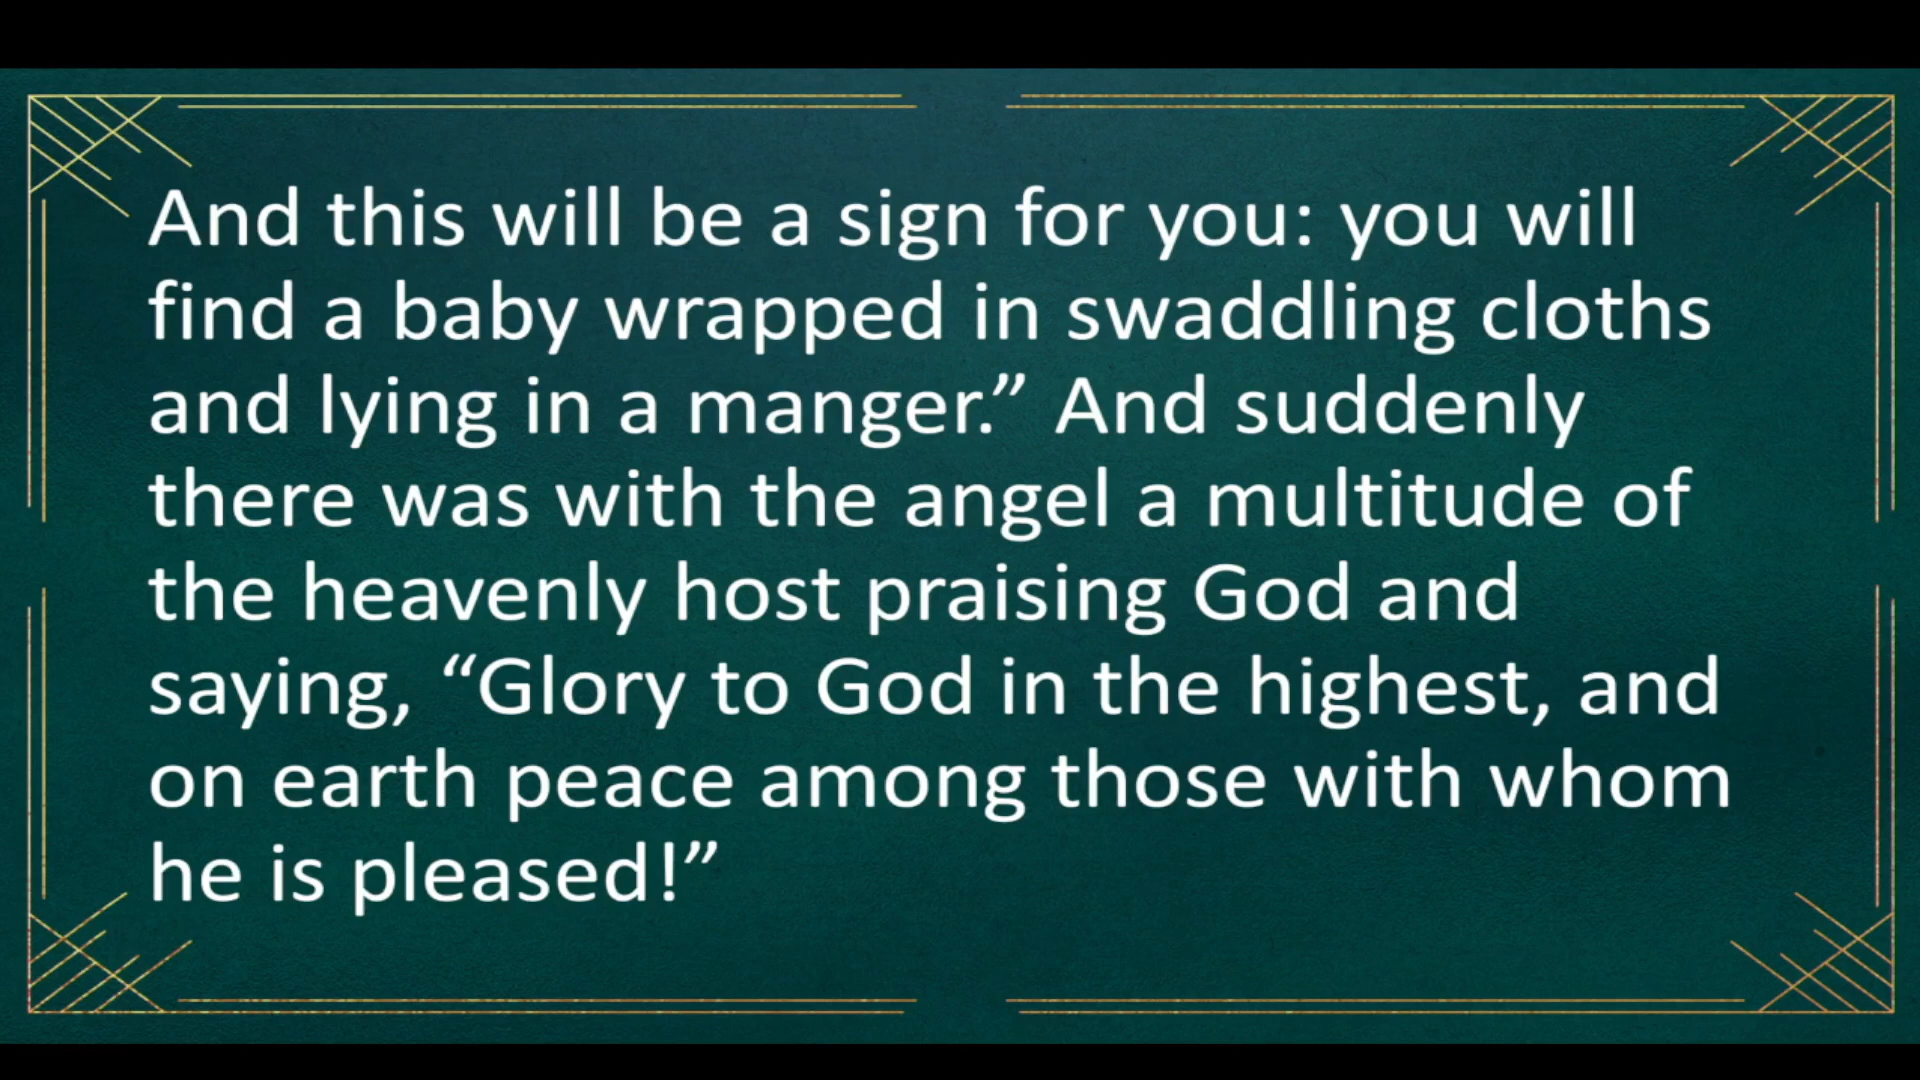 And this will be a sign for you: you will
find a baby wrapped in swaddling cloths
and lying in a manger.” And suddenly
there was with the angel a multitude of
the heavenly host praising God and
saying, “Glory to God in the highest, and
on earth peace among those with whom
he is pleased!”